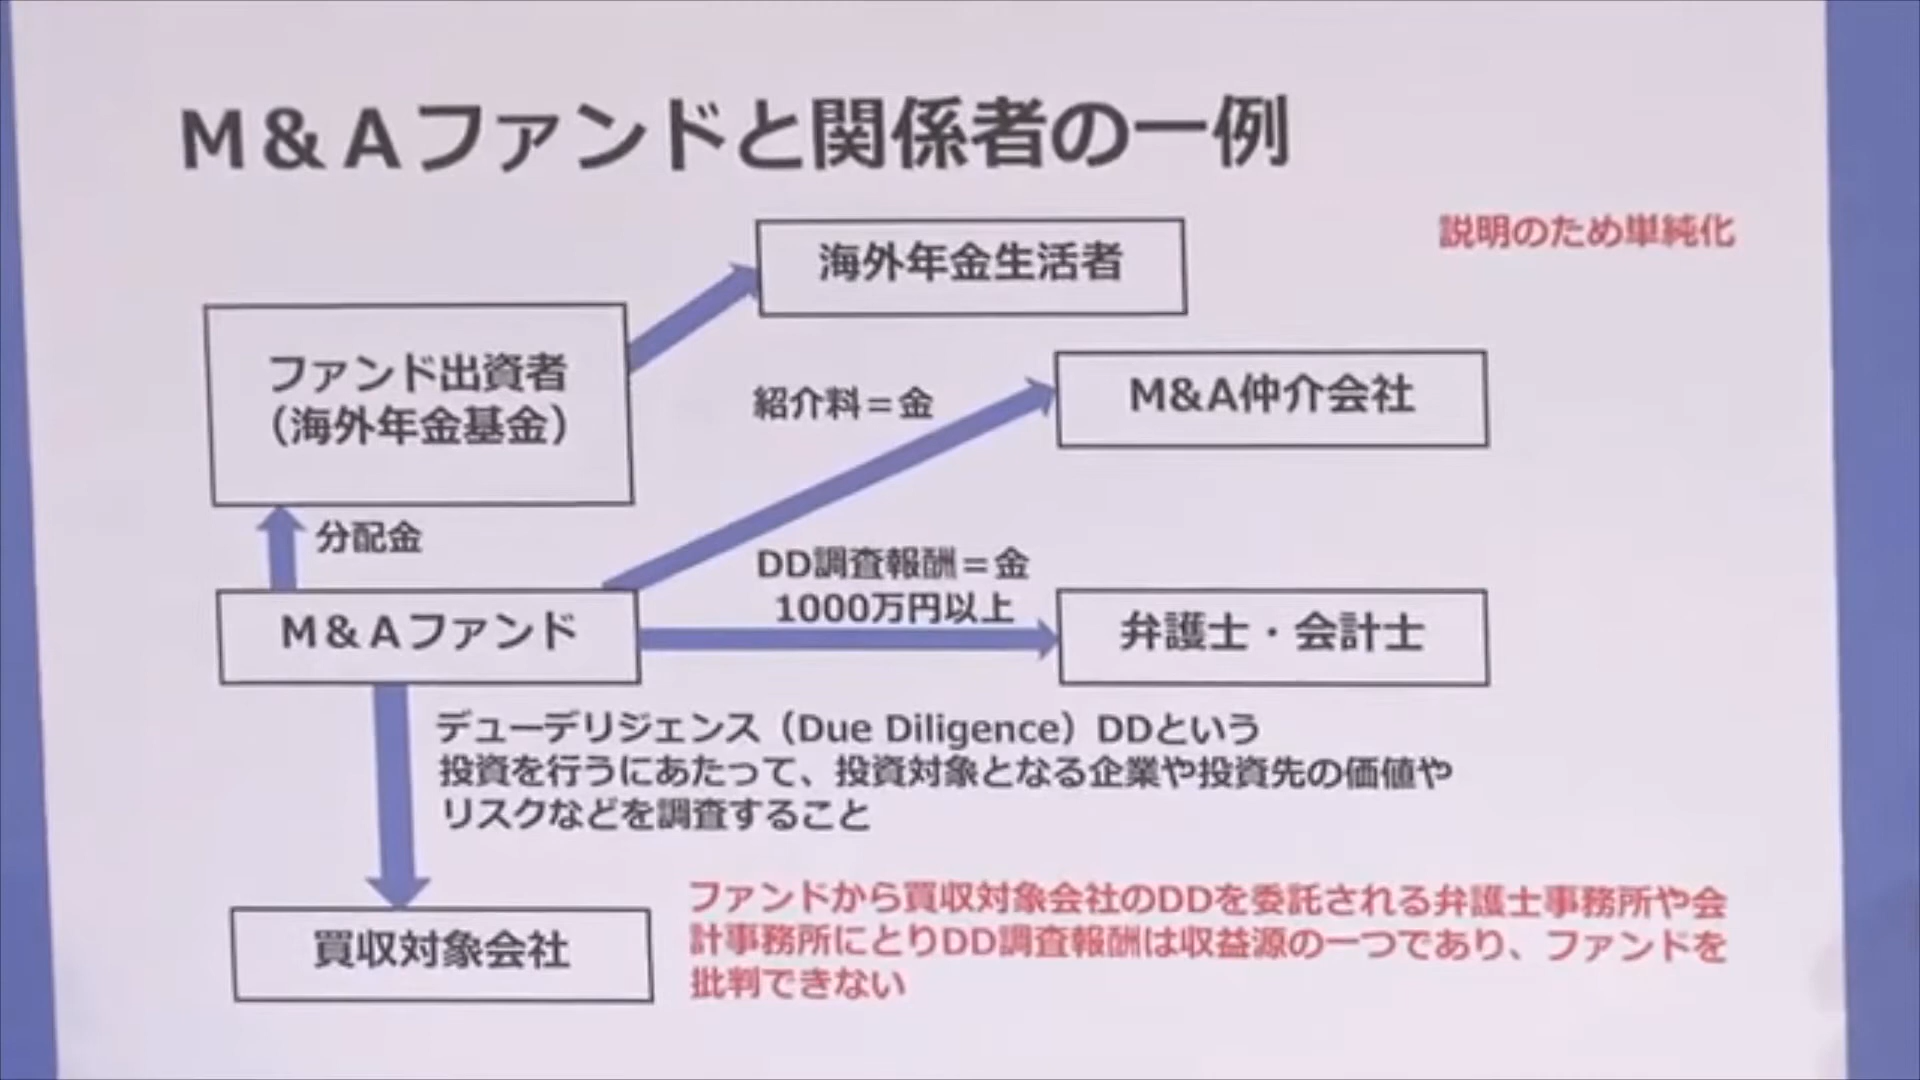 M&Aファンドと関係者の一例
説明のため単純化
海外年金生活者
ファンド出資者
(海外年金基金)
紹介料=金
M&A仲介会社
分配金
DD調査報酬=金
1000万円以上
M&Aファンド
弁護士・会計士
デューデリジェンス(Due Diligence)DDという
投資を行うにあたって、投資対象となる企業や投資先の価値や
リスクなどを調査すること
買収対象会社
ファンドから買収対象会社のDDを委託される弁護士事務所や会
計事務所にとりDD調査報酬は収益源の一つであり、ファンドを
批判できない